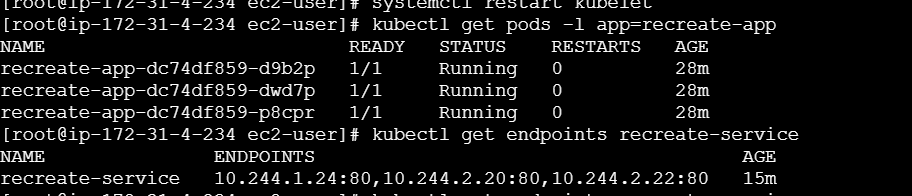 [root@ip-172-31-4-234 ec2-user]# systemctl restart kubelet
[root@ip-172-31-4-234 ec2-user]# kubectl get pods -l app=recreate-app
NAME READY STATUS RESTARTS AGE
recreate-app-dc74df859-d9b2p 1/1 Running 0 28m
recreate-app-dc74df859-dwd7p 1/1 Running 0 28m
recreate-app-dc74df859-p8cpr 1/1 Running 0 28m
[root@ip-172-31-4-234 ec2-user]# kubectl get endpoints recreate-service
NAME ENDPOINTS AGE
recreate-service 10.244.1.24:80,10.244.2.20:80,10.244.2.22:80 15m